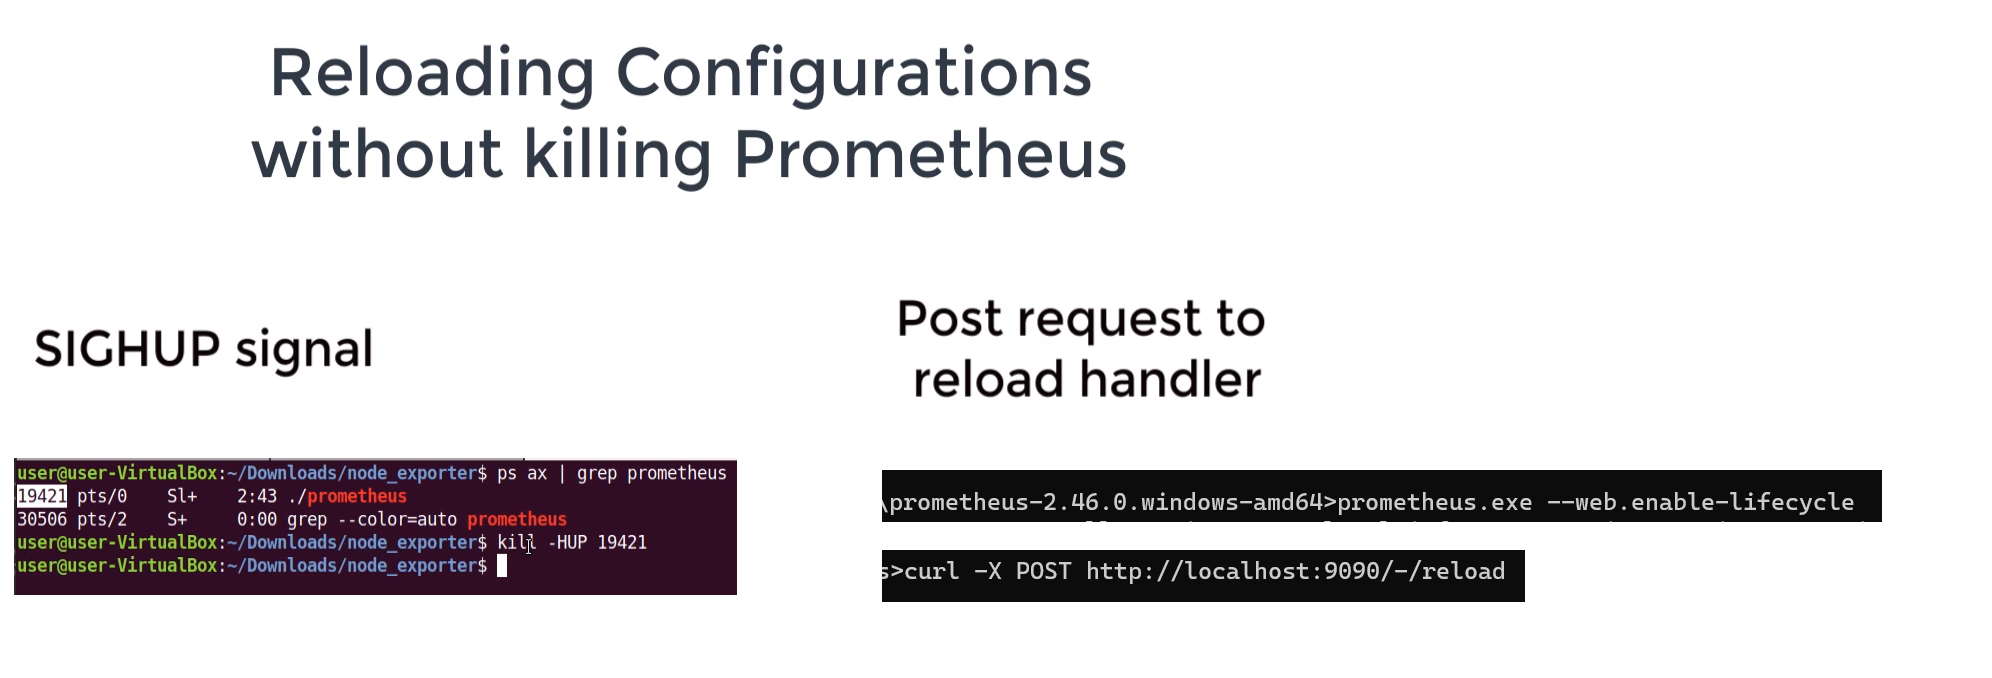 Reloading Configurations
without killing Prometheus
SIGHUP signal
user@user-VirtualBox:~/Downloads/node_exporter$ ps ax | grep prometheus
19421 pts/0    Sl+    2:43 ./prometheus
30506 pts/2    S+     0:00 grep --color=auto prometheus
user@user-VirtualBox:~/Downloads/node_exporter$ kill -HUP 19421
user@user-VirtualBox:~/Downloads/node_exporter$
Post request to
reload handler
\prometheus-2.46.0.windows-amd64>prometheus.exe --web.enable-lifecycle
s>curl -X POST http://localhost:9090/-/reload